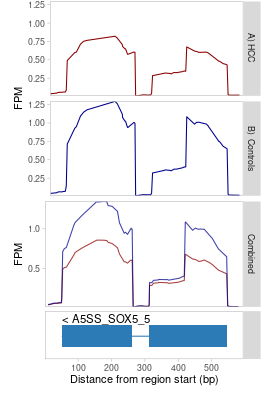 1.25
1.00
0.75
0.50
0.25
FPM
A) HCC
1.25
1.00
0.75
0.50
0.25
FPM
B) Controls
1.0
0.5
FPM
Combined
< A5SS_SOX5_5
100 200 300 400 500
Distance from region start (bp)